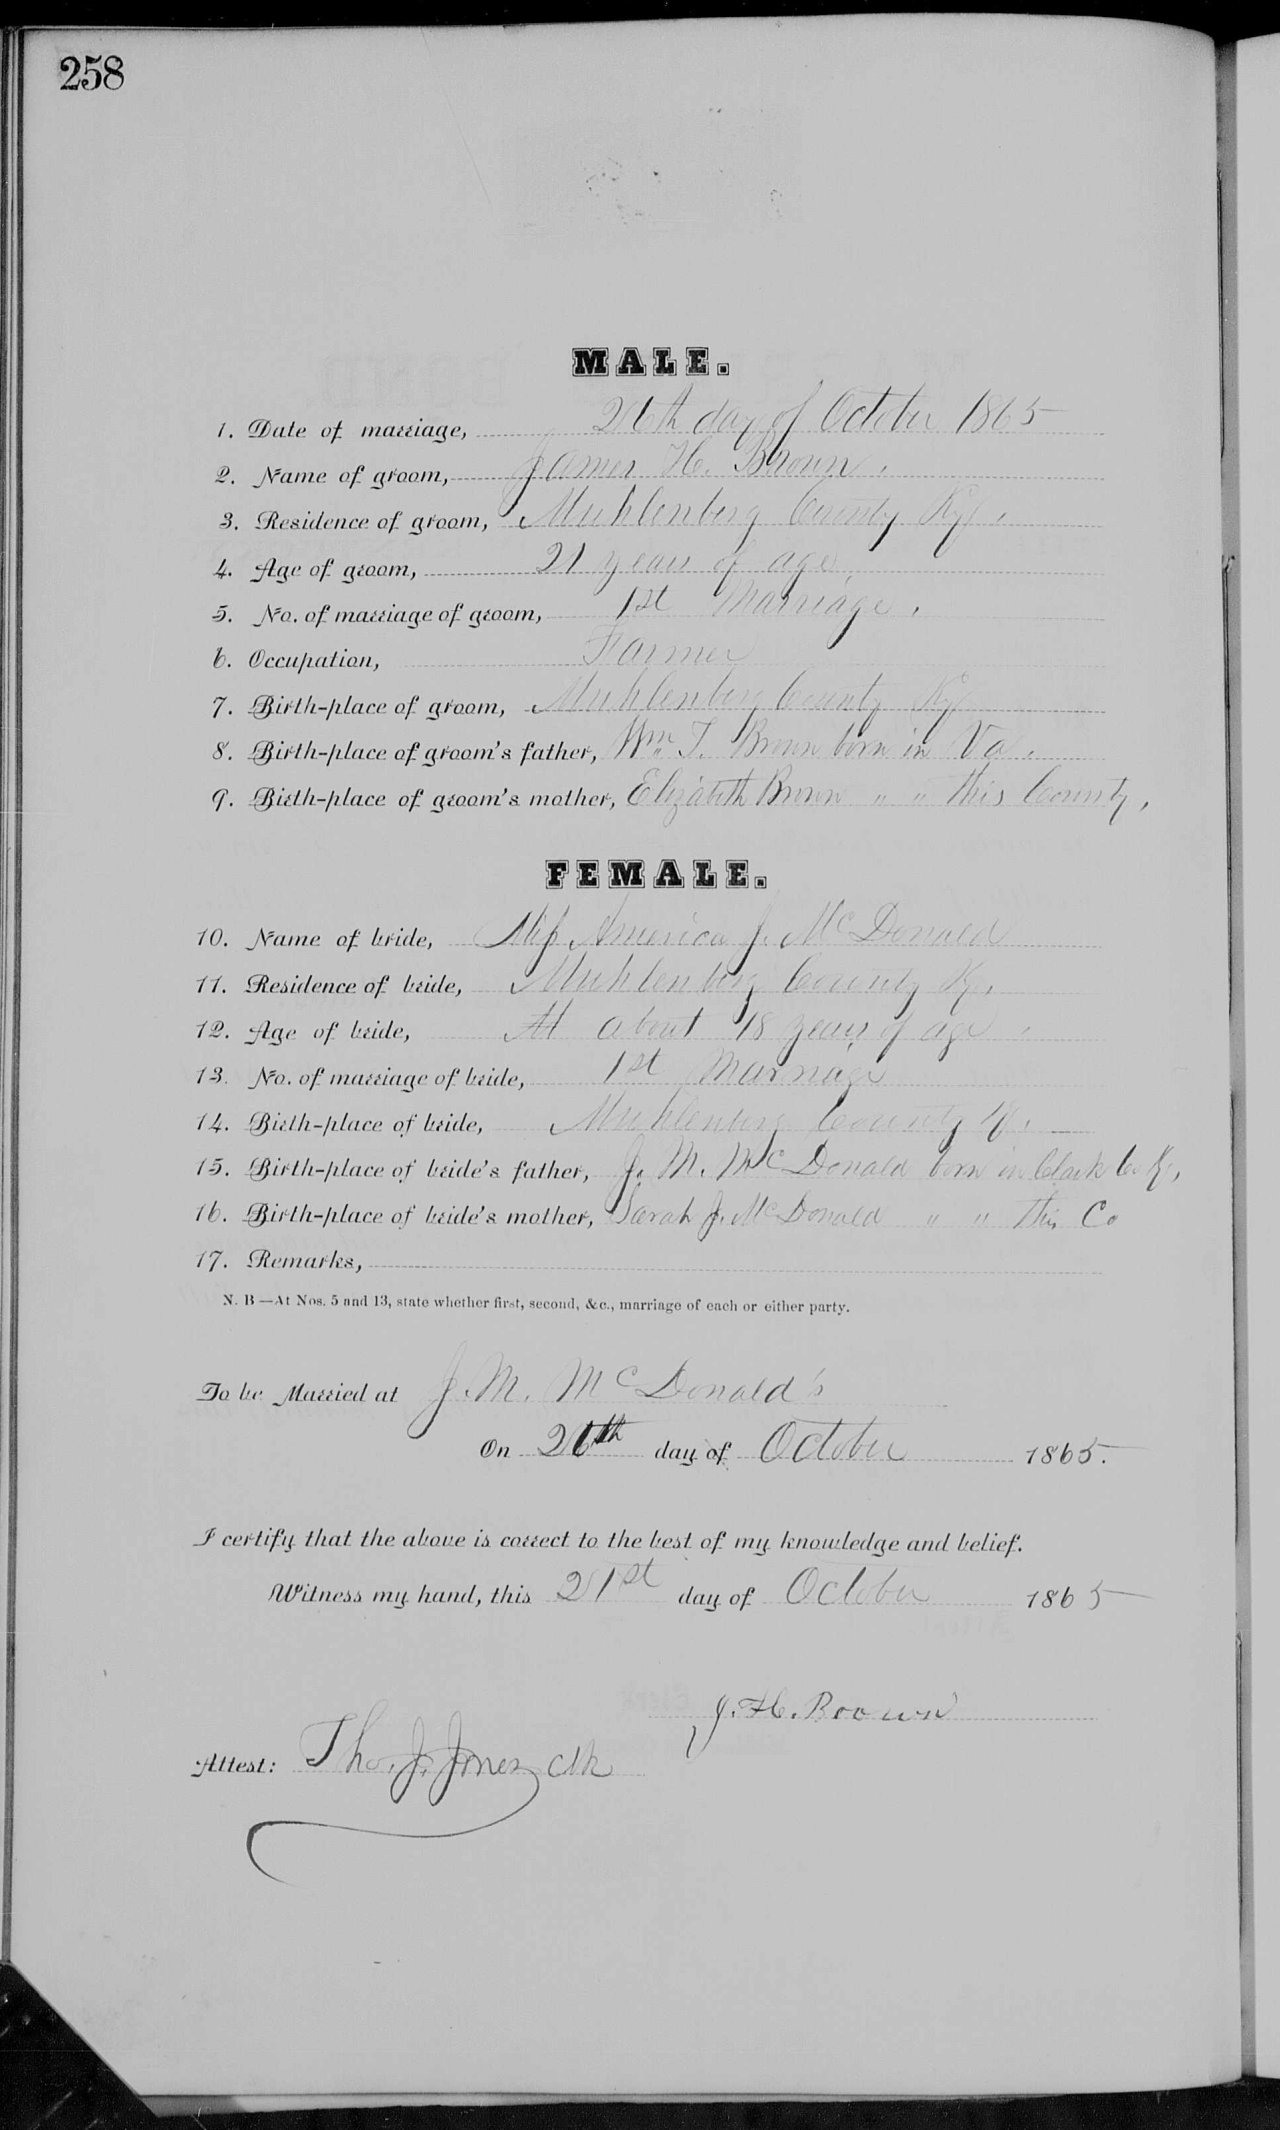 258
MALE.
1. Date of marriage, 26th day of October 1865
2. Name of groom, James H. Brown.
3. Residence of groom, Muhlenberg County Ky.
4. Age of groom, 21 years of age,
5. No. of marriage of groom, 1st Marriage.
6. Occupation, Farmer
7. Birth-place of groom, Muhlenberg County Ky
8. Birth-place of groom's father, Wm T. Brown born in Va.
9. Birth-place of groom's mother, Elizabeth Brown " " this County,
FEMALE.
10. Name of bride, Miss America J. McDonald
11. Residence of bride, Muhlenberg County Ky.
12. Age of bride, At about 18 years of age.
13. No. of marriage of bride, 1st Marriage
14. Birth-place of bride, Muhlenberg County Ky.
15. Birth-place of bride's father, J. M. McDonald born in Clark Co Ky,
16. Birth-place of bride's mother, Sarah J. McDonald " " this Co
17. Remarks,
N. B—At Nos. 5 and 13, state whether first, second, &c., marriage of each or either party.
To be Married at J. M. McDonald's
On 26th day of October 1865.
I certify that the above is correct to the best of my knowledge and belief.
Witness my hand, this 21st day of October 1865
J. H. Brown
Attest: Tho. J. Jones Clk